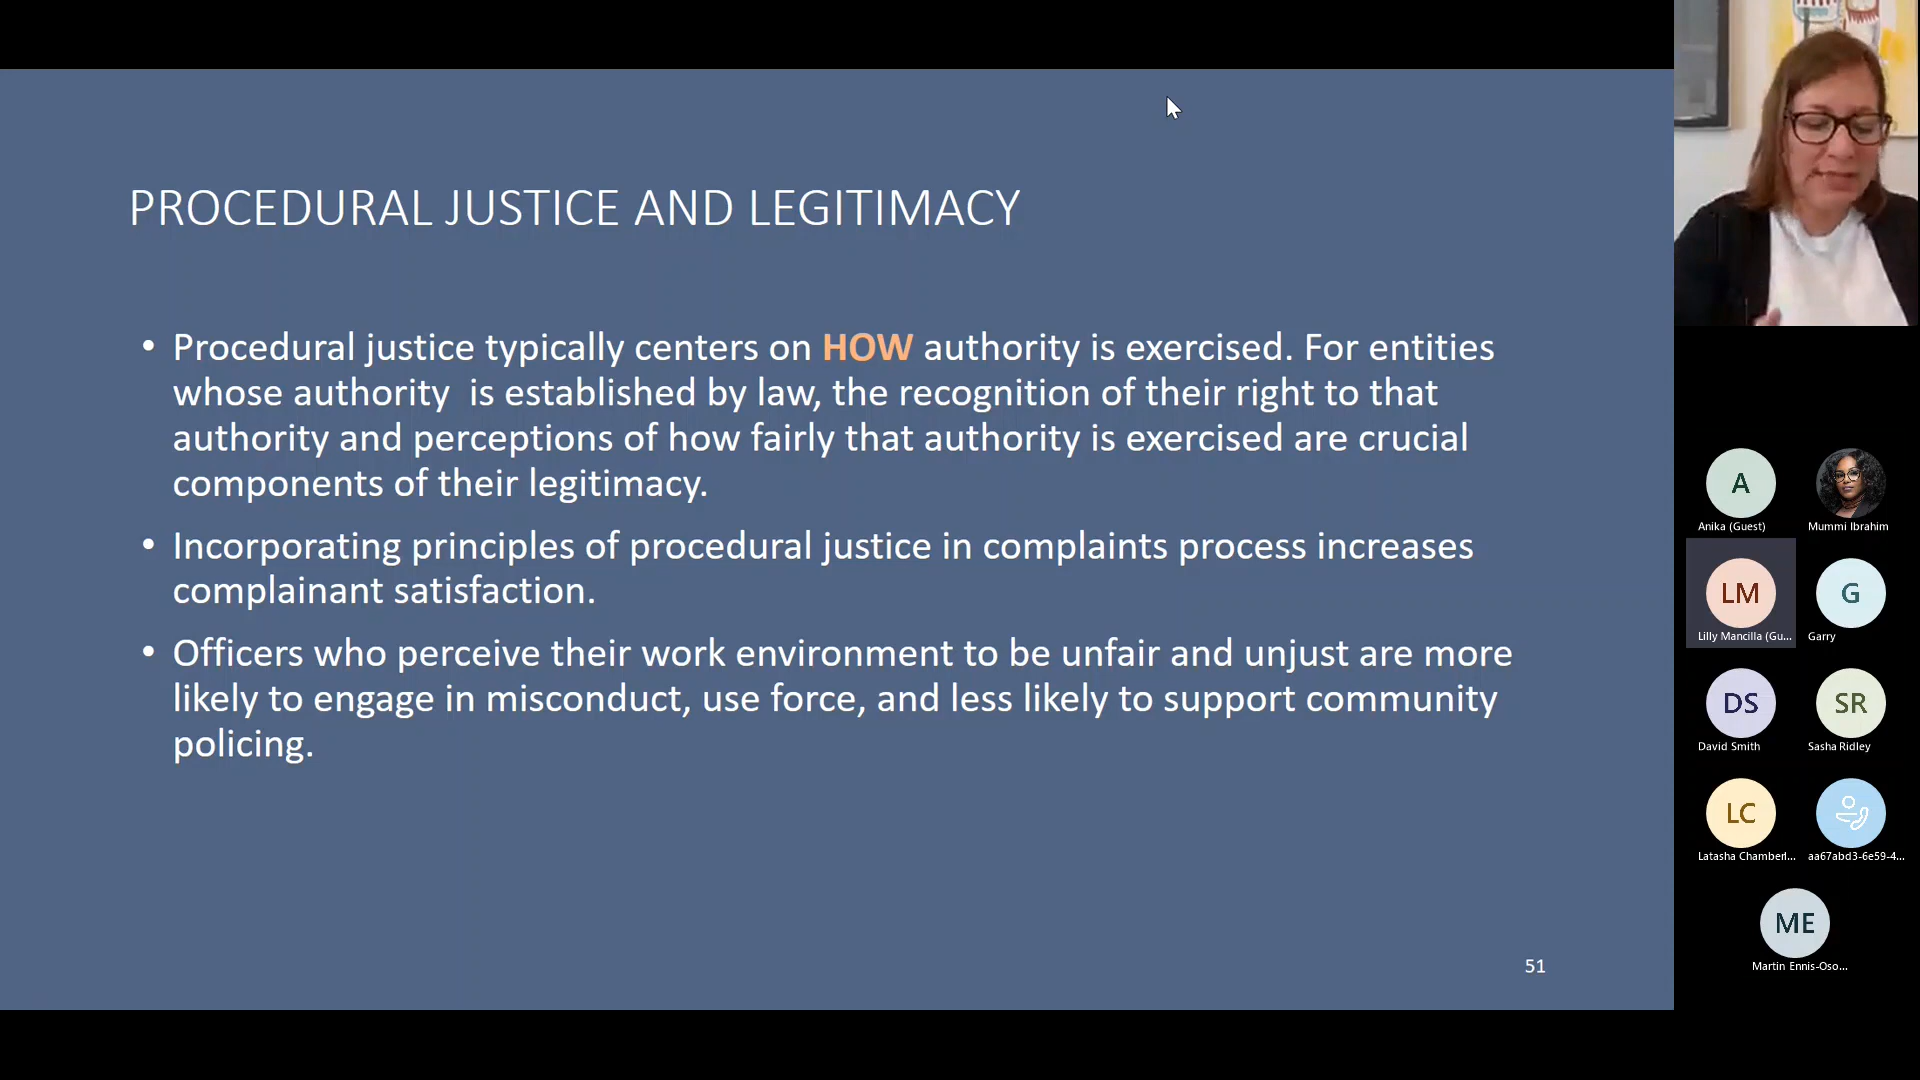 PROCEDURAL JUSTICE AND LEGITIMACY
• Procedural justice typically centers on HOW authority is exercised. For entities
whose authority  is established by law, the recognition of their right to that
authority and perceptions of how fairly that authority is exercised are crucial
components of their legitimacy.
• Incorporating principles of procedural justice in complaints process increases
complainant satisfaction.
• Officers who perceive their work environment to be unfair and unjust are more
likely to engage in misconduct, use force, and less likely to support community
policing.
51
A
Anika (Guest)
Mummi Ibrahim
LM
Lilly Mancilla (Gu...
G
Garry
DS
David Smith
SR
Sasha Ridley
LC
Latasha Chamberl...
aa67abd3-6e59-4...
ME
Martin Ennis-Oso...